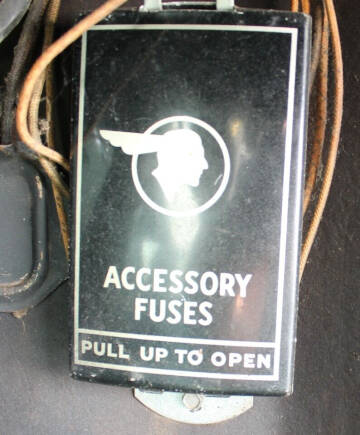 ACCESSORY
FUSES
PULL UP TO OPEN